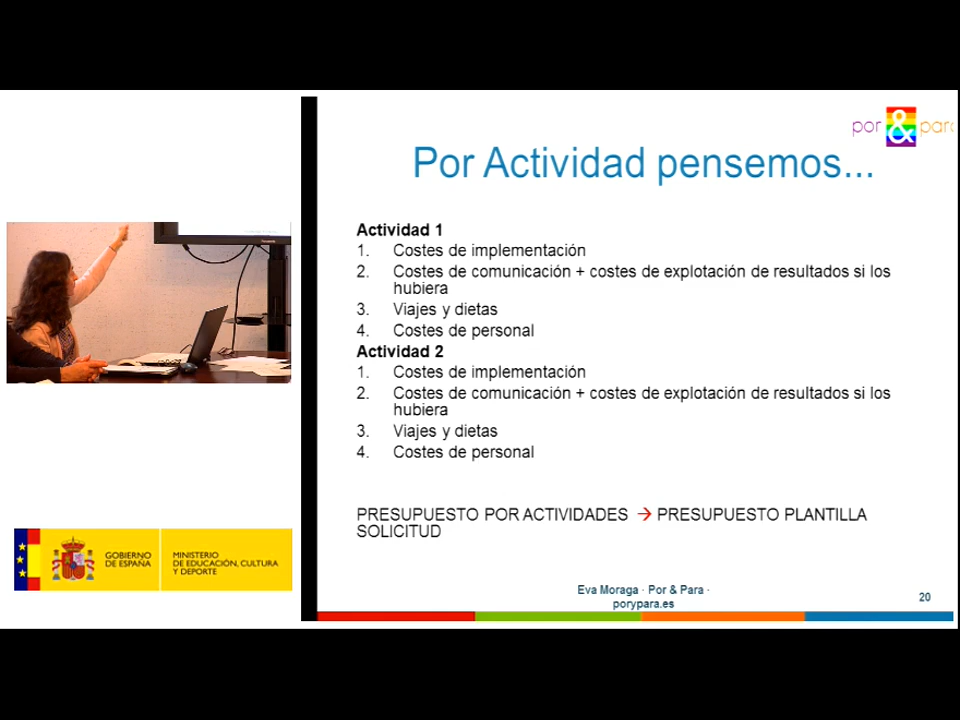 por & para
Por Actividad pensemos...
Actividad 1
1. Costes de implementación
2. Costes de comunicación + costes de explotación de resultados si los
hubiera
3. Viajes y dietas
4. Costes de personal
Actividad 2
1. Costes de implementación
2. Costes de comunicación + costes de explotación de resultados si los
hubiera
3. Viajes y dietas
4. Costes de personal
PRESUPUESTO POR ACTIVIDADES → PRESUPUESTO PLANTILLA
SOLICITUD
Eva Moraga · Por & Para ·
porypara.es
20
GOBIERNO
DE ESPAÑA
MINISTERIO
DE EDUCACIÓN, CULTURA
Y DEPORTE